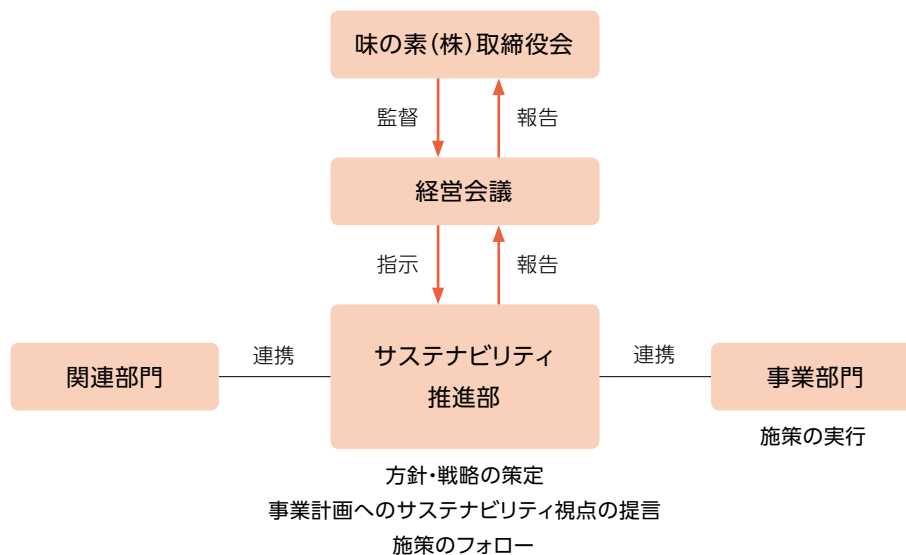 味の素(株)取締役会
監督
報告
経営会議
指示
報告
関連部門
連携
サステナビリティ
推進部
連携
事業部門
施策の実行
方針・戦略の策定
事業計画へのサステナビリティ視点の提言
施策のフォロー